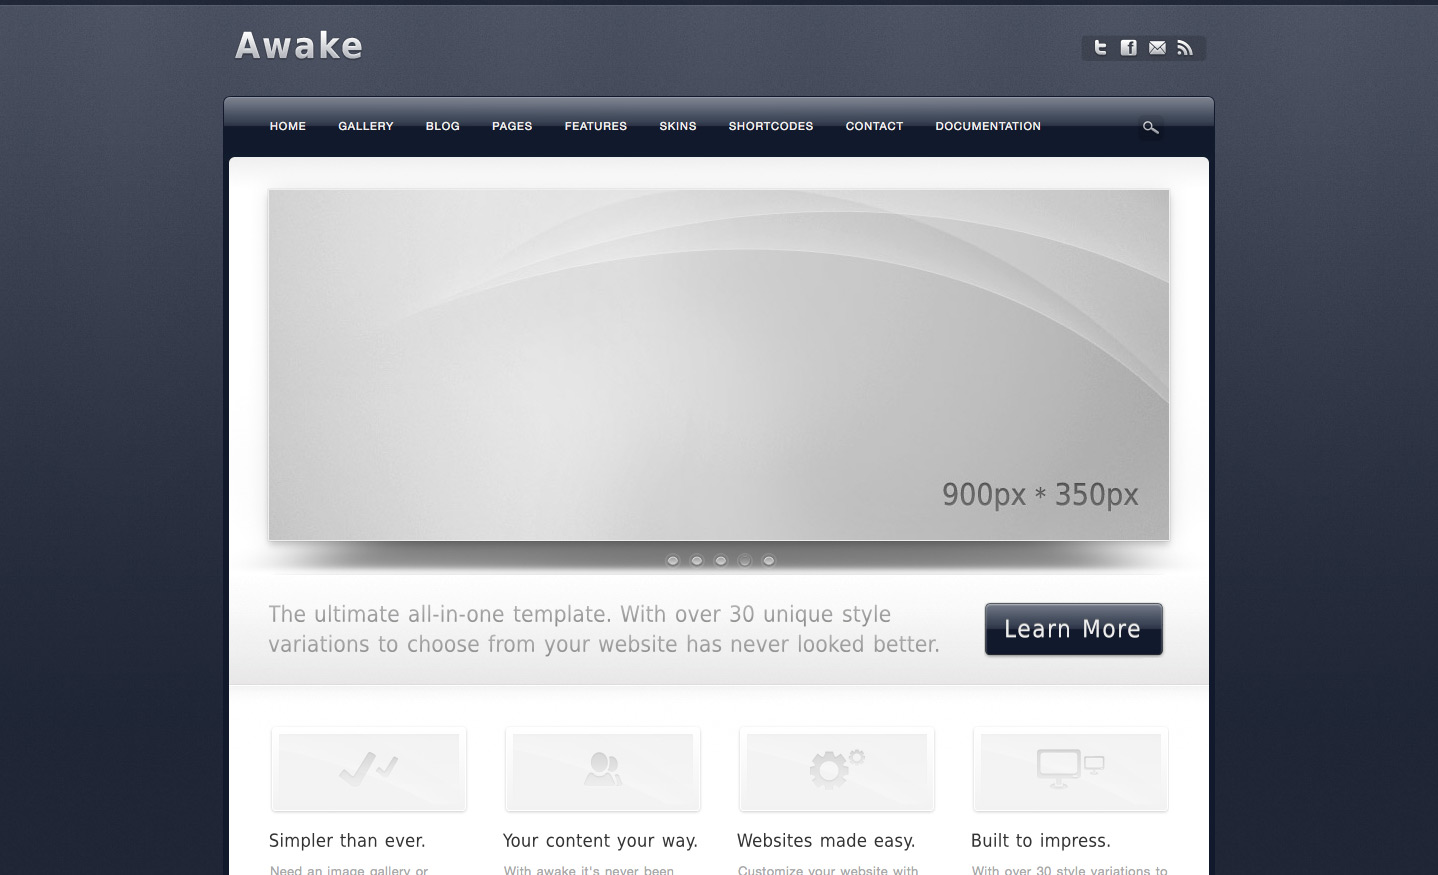 Awake
HOME GALLERY BLOG PAGES FEATURES SKINS SHORTCODES CONTACT DOCUMENTATION
900px * 350px
The ultimate all-in-one template. With over 30 unique style
variations to choose from your website has never looked better.
Learn More
Simpler than ever. Your content your way. Websites made easy. Built to impress.
Need an image gallery or With awake it's never been Customize your website with With over 30 style variations to